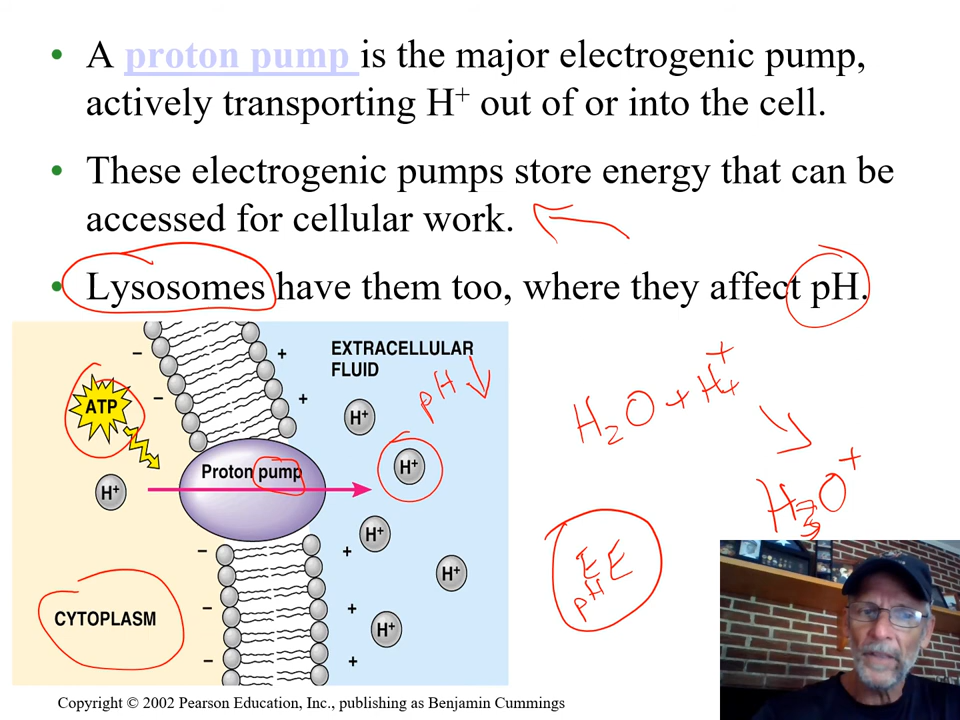 • A proton pump is the major electrogenic pump,
actively transporting H⁺ out of or into the cell.
• These electrogenic pumps store energy that can be
accessed for cellular work.
• Lysosomes have them too, where they affect pH.
EXTRACELLULAR
FLUID
pH ↓
ATP
H⁺
Proton pump
H⁺
H⁺
H⁺
H⁺
H⁺
CYTOPLASM
H₂O + H⁺
H₃O⁺
E E
pH
Copyright © 2002 Pearson Education, Inc., publishing as Benjamin Cummings